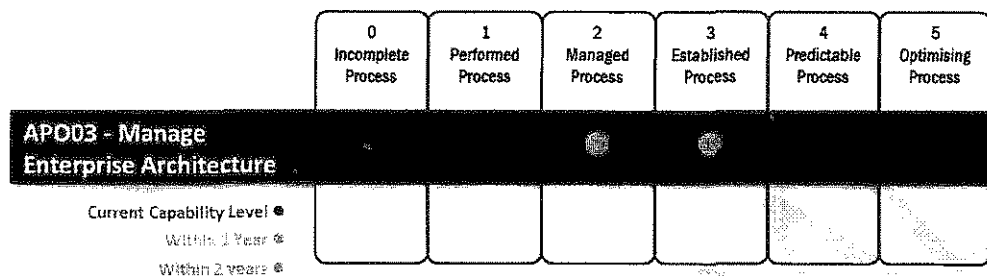 0
Incomplete
Process
1
Performed
Process
2
Managed
Process
3
Established
Process
4
Predictable
Process
5
Optimising
Process
APO03 - Manage
Enterprise Architecture
Current Capability Level
Within 1 Year
Within 2 years